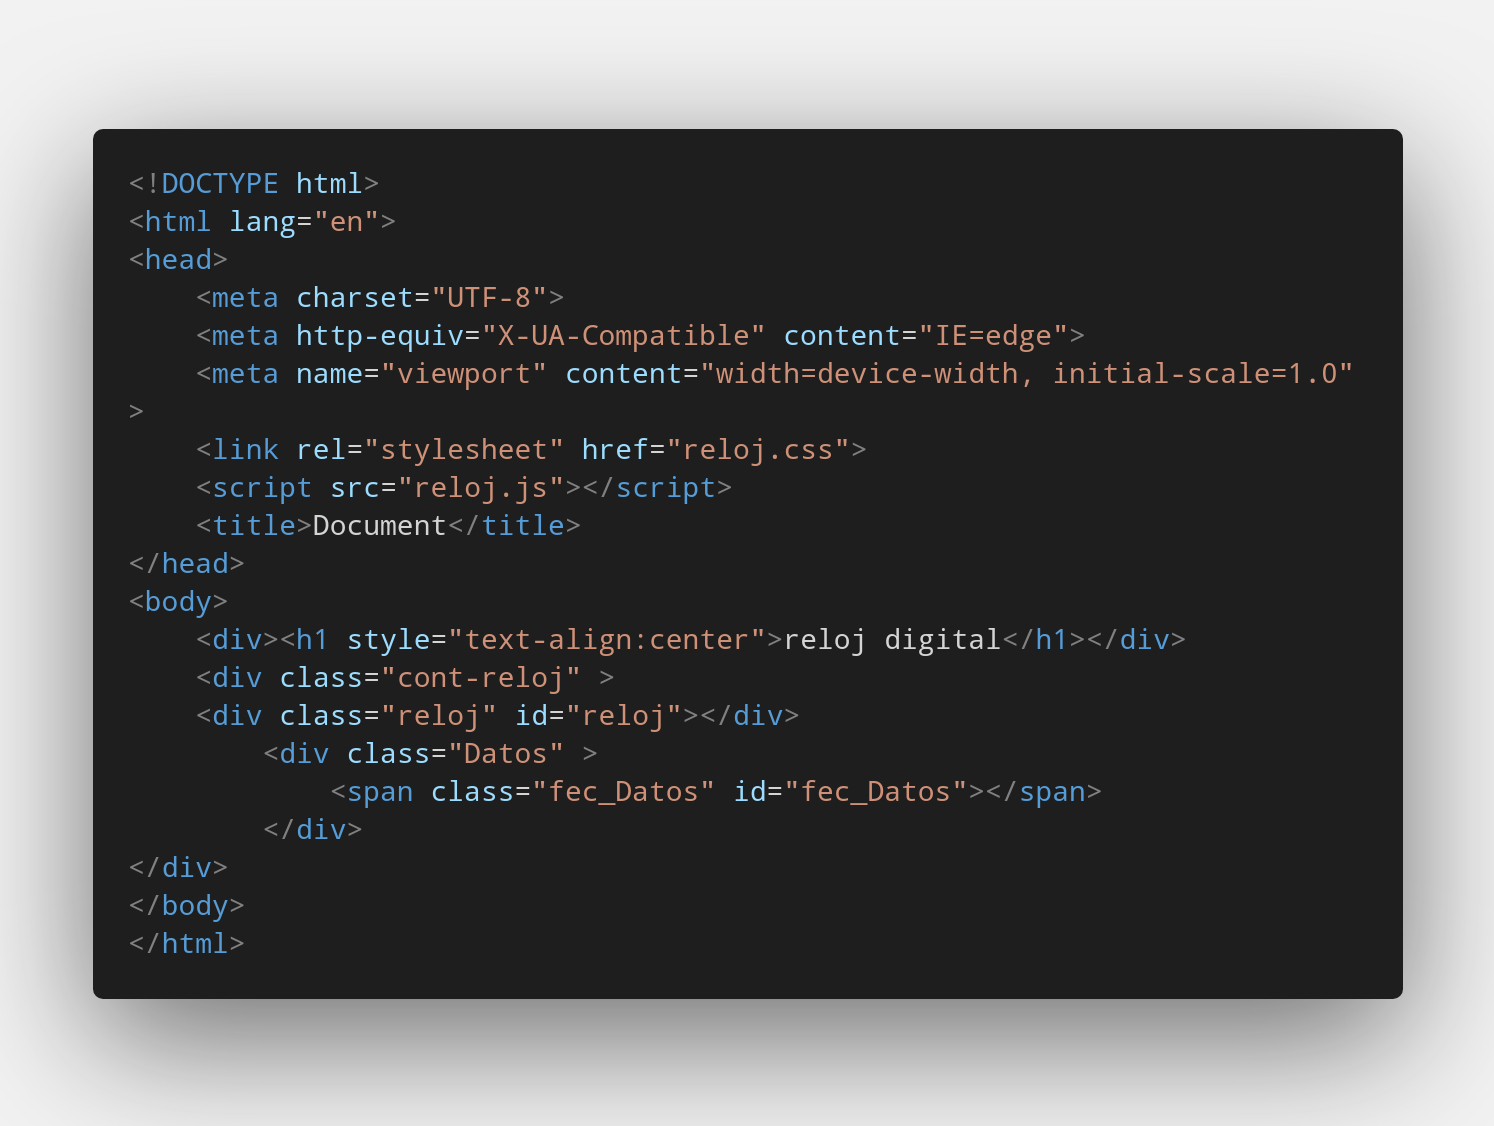 <!DOCTYPE html>
<html lang="en">
<head>
    <meta charset="UTF-8">
    <meta http-equiv="X-UA-Compatible" content="IE=edge">
    <meta name="viewport" content="width=device-width, initial-scale=1.0"
>
    <link rel="stylesheet" href="reloj.css">
    <script src="reloj.js"></script>
    <title>Document</title>
</head>
<body>
    <div><h1 style="text-align:center">reloj digital</h1></div>
    <div class="cont-reloj" >
    <div class="reloj" id="reloj"></div>
        <div class="Datos" >
            <span class="fec_Datos" id="fec_Datos"></span>
        </div>
</div>
</body>
</html>